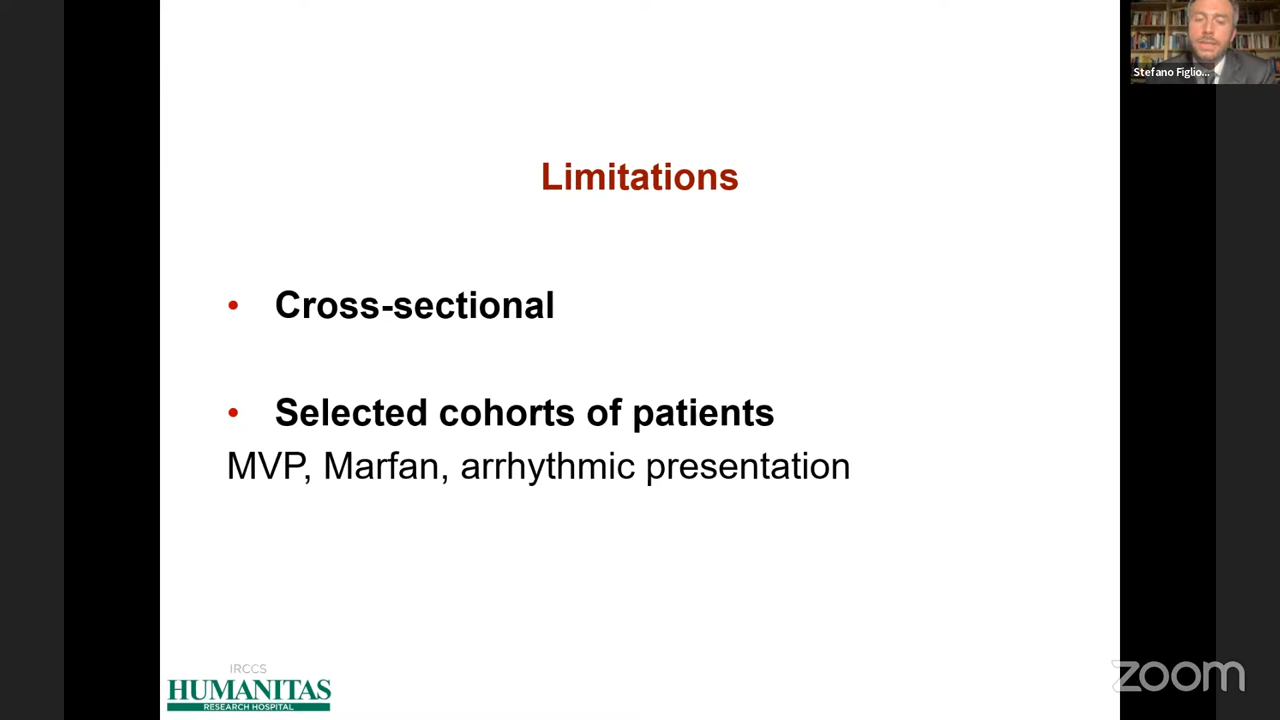 Stefano Figlio...
Limitations
• Cross-sectional
• Selected cohorts of patients
MVP, Marfan, arrhythmic presentation
IRCCS
HUMANITAS
RESEARCH HOSPITAL
zoom